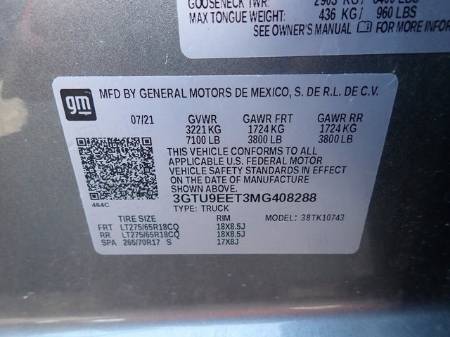 GOOSENECK TWR:
MAX TONGUE WEIGHT: 436 KG/ 960 LBS
SEE OWNER'S MANUAL FOR MORE
gm
MFD BY GENERAL MOTORS DE MEXICO, S. DE R.L. DE C.V.
07/21 GVWR GAWR FRT GAWR RR
3221 KG 1724 KG 1724 KG
7100 LB 3800 LB 3800 LB
THIS VEHICLE CONFORMS TO ALL
APPLICABLE U.S. FEDERAL MOTOR
VEHICLE SAFETY STANDARDS IN EFFECT
ON THE DATE OF MANUFACTURE SHOWN ABOVE.
3GTU9EET3MG408288
484C TYPE: TRUCK MODEL: 38TK10743
TIRE SIZE RIM
FRT LT275/65R18CQ 18X8.5J
RR LT275/65R18CQ 18X8.5J
SPA 265/70R17 S 17X8J